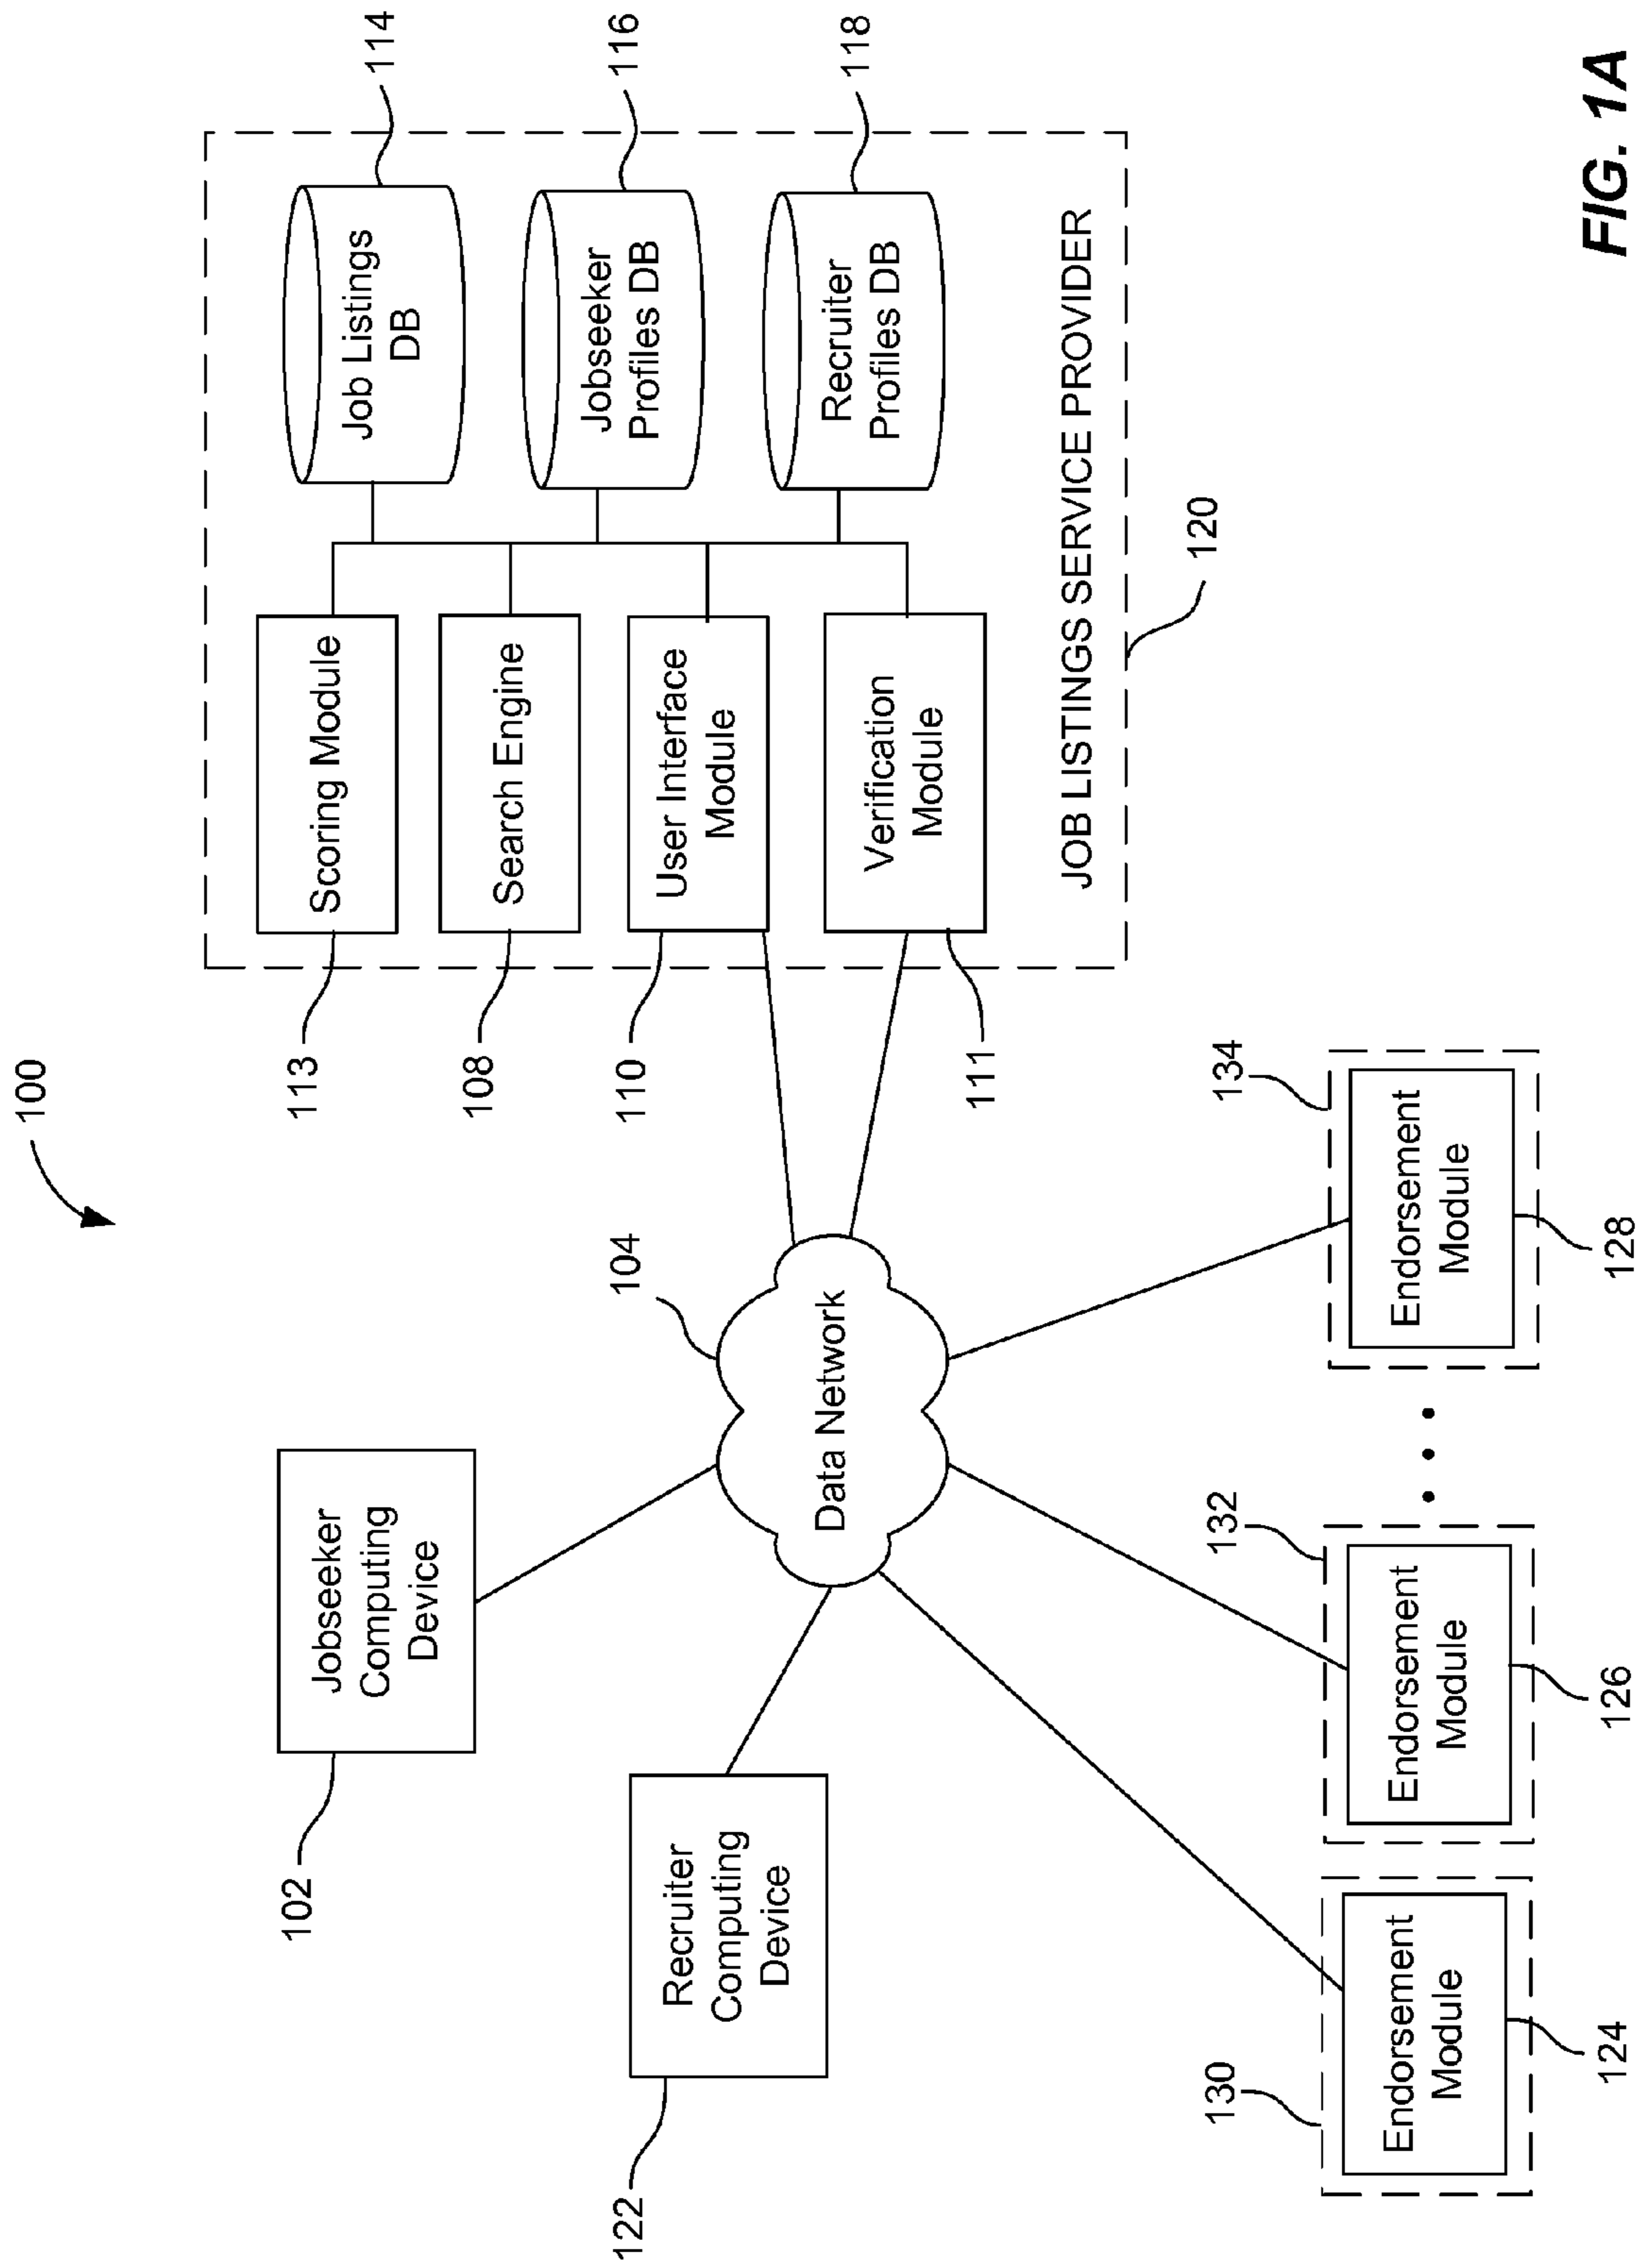 100
102
Jobseeker
Computing
Device
122
Recruiter
Computing
Device
104
Data Network
113
Scoring Module
108
Search Engine
110
User Interface
Module
111
Verification
Module
Job Listings
DB
114
Jobseeker
Profiles DB
116
Recruiter
Profiles DB
118
JOB LISTINGS SERVICE PROVIDER
120
130
Endorsement
Module
124
132
Endorsement
Module
126
• • •
134
Endorsement
Module
128
FIG. 1A